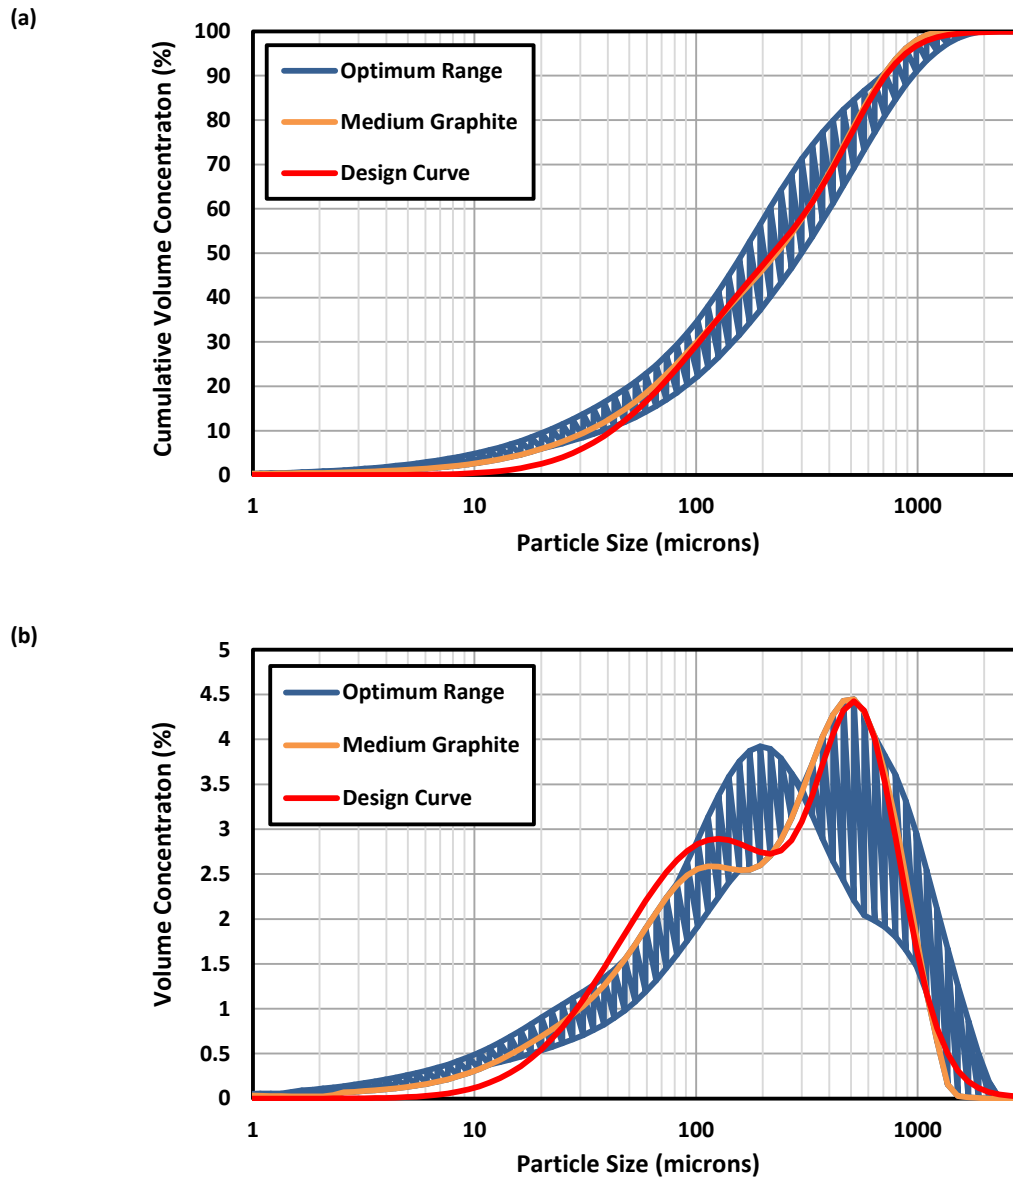 (a)
Cumulative Volume Concentraton (%)
100
90
80
70
60
50
40
30
20
10
0
Optimum Range
Medium Graphite
Design Curve
1
10
100
1000
Particle Size (microns)
(b)
Volume Concentraton (%)
5
4.5
4
3.5
3
2.5
2
1.5
1
0.5
0
Optimum Range
Medium Graphite
Design Curve
1
10
100
1000
Particle Size (microns)